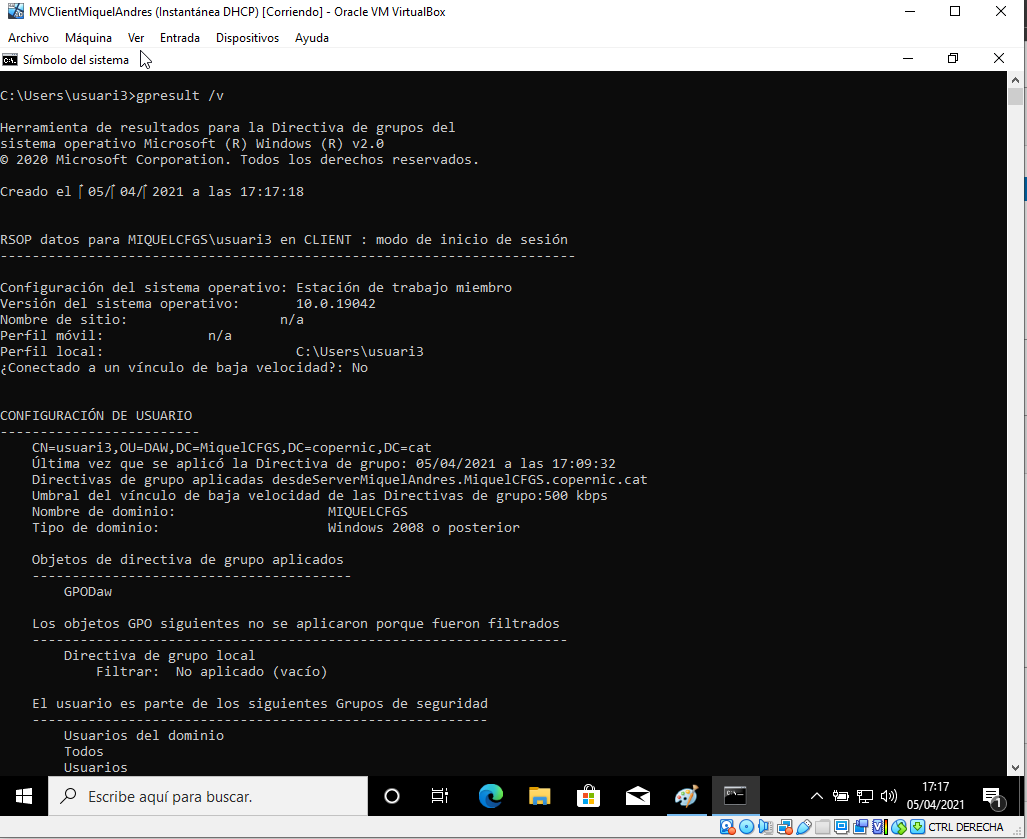 MVClientMiquelAndres (Instantánea DHCP) [Corriendo] - Oracle VM VirtualBox
Archivo Máquina Ver Entrada Dispositivos Ayuda
Símbolo del sistema
C:\Users\usuari3>gpresult /v
Herramienta de resultados para la Directiva de grupos del
sistema operativo Microsoft (R) Windows (R) v2.0
© 2020 Microsoft Corporation. Todos los derechos reservados.
Creado el 05/ 04/ 2021 a las 17:17:18
RSOP datos para MIQUELCFGS\usuari3 en CLIENT : modo de inicio de sesión
------------------------------------------------------------------------
Configuración del sistema operativo: Estación de trabajo miembro
Versión del sistema operativo: 10.0.19042
Nombre de sitio: n/a
Perfil móvil: n/a
Perfil local: C:\Users\usuari3
¿Conectado a un vínculo de baja velocidad?: No
CONFIGURACIÓN DE USUARIO
-------------------------
CN=usuari3,OU=DAW,DC=MiquelCFGS,DC=copernic,DC=cat
Última vez que se aplicó la Directiva de grupo: 05/04/2021 a las 17:09:32
Directivas de grupo aplicadas desdeServerMiquelAndres.MiquelCFGS.copernic.cat
Umbral del vínculo de baja velocidad de las Directivas de grupo:500 kbps
Nombre de dominio: MIQUELCFGS
Tipo de dominio: Windows 2008 o posterior
Objetos de directiva de grupo aplicados
----------------------------------------
GPODaw
Los objetos GPO siguientes no se aplicaron porque fueron filtrados
-------------------------------------------------------------------
Directiva de grupo local
Filtrar: No aplicado (vacío)
El usuario es parte de los siguientes Grupos de seguridad
---------------------------------------------------------
Usuarios del dominio
Todos
Usuarios
Escribe aquí para buscar.
17:17
05/04/2021
1
CTRL DERECHA